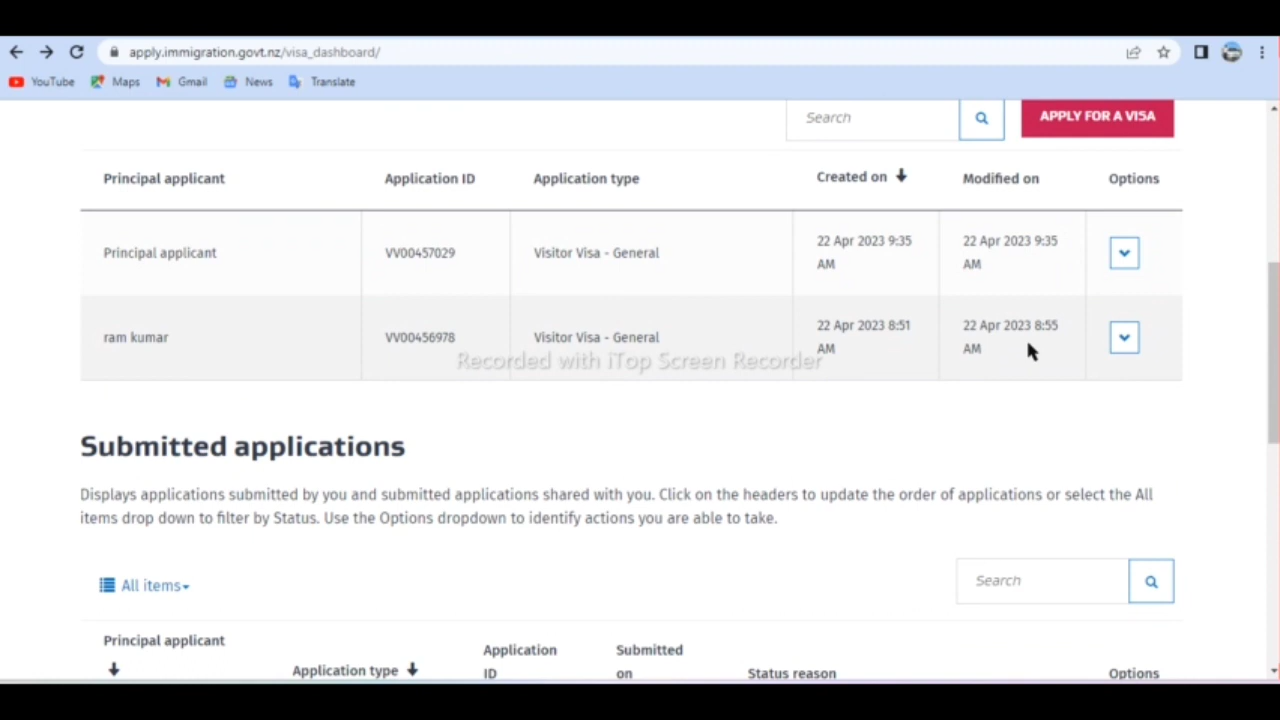 apply.immigration.govt.nz/visa_dashboard/
YouTube Maps Gmail News Translate
Search APPLY FOR A VISA
Principal applicant Application ID Application type Created on Modified on Options
Principal applicant VV00457029 Visitor Visa - General 22 Apr 2023 9:35 AM 22 Apr 2023 9:35 AM
ram kumar VV00456978 Visitor Visa - General 22 Apr 2023 8:51 AM 22 Apr 2023 8:55 AM
Recorded with iTop Screen Recorder
Submitted applications
Displays applications submitted by you and submitted applications shared with you. Click on the headers to update the order of applications or select the All
items drop down to filter by Status. Use the Options dropdown to identify actions you are able to take.
All items Search
Principal applicant Application type Application ID Submitted on Status reason Options